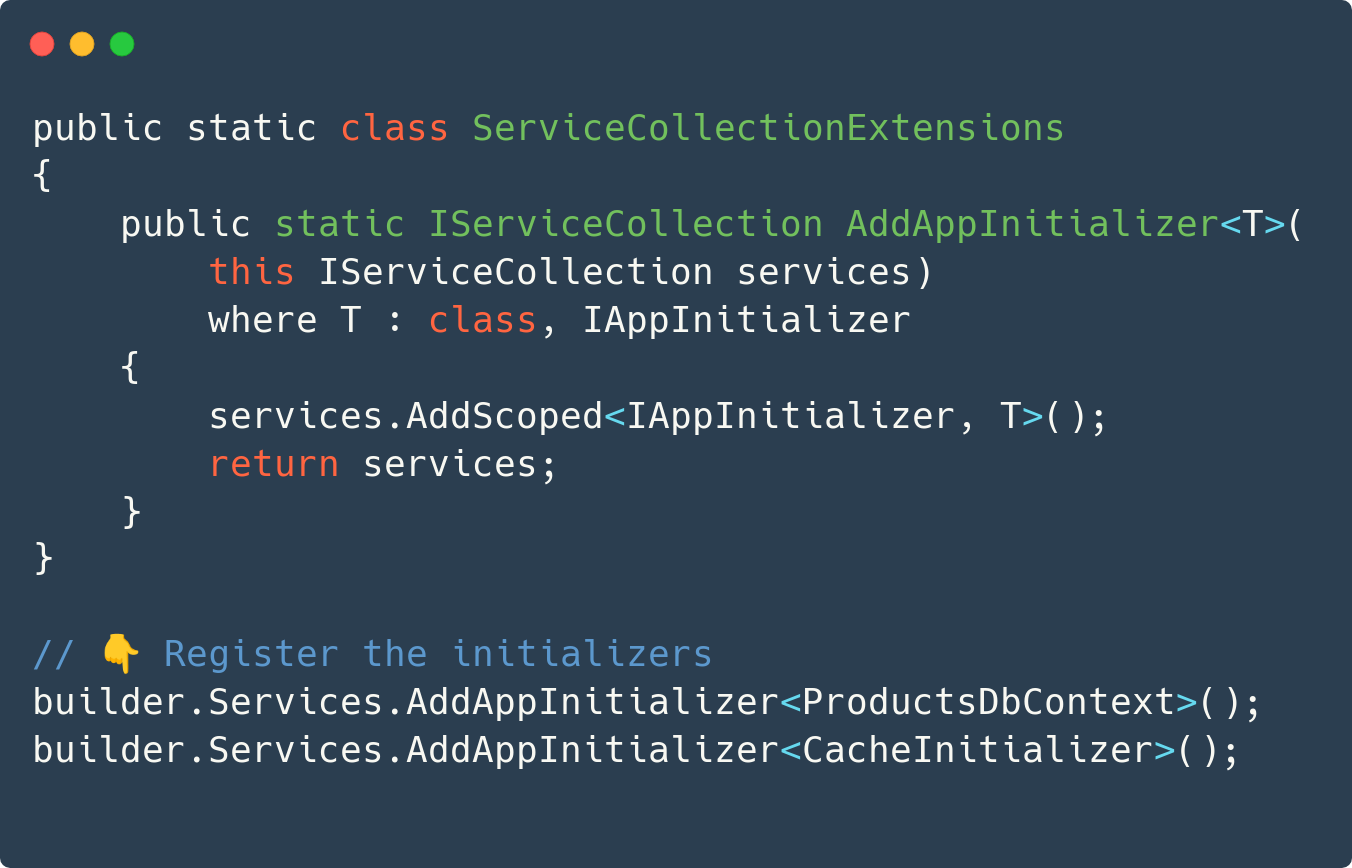 public static class ServiceCollectionExtensions
{
    public static IServiceCollection AddAppInitializer<T>(
        this IServiceCollection services)
        where T : class, IAppInitializer
    {
        services.AddScoped<IAppInitializer, T>();
        return services;
    }
}
// 👇 Register the initializers
builder.Services.AddAppInitializer<ProductsDbContext>();
builder.Services.AddAppInitializer<CacheInitializer>();